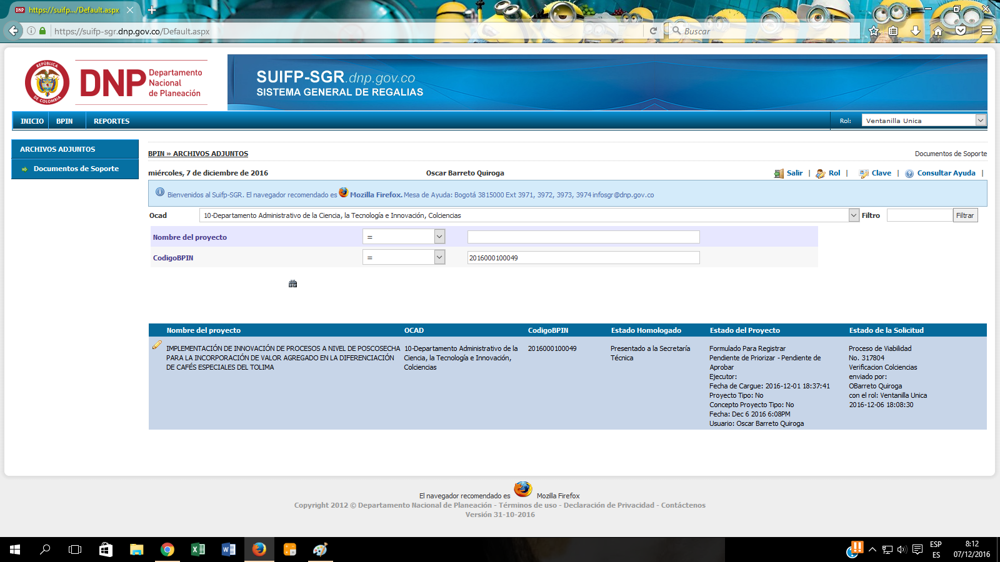 DNP https://suifp.../Default.aspx
https://suifp-sgr.dnp.gov.co/Default.aspx
Buscar
REPÚBLICA DE COLOMBIA
DNP
Departamento
Nacional
de Planeación
SUIFP-SGR.dnp.gov.co
SISTEMA GENERAL DE REGALIAS
INICIO BPIN REPORTES Rol: Ventanilla Unica
ARCHIVOS ADJUNTOS
Documentos de Soporte
BPIN » ARCHIVOS ADJUNTOS Documentos de Soporte
miércoles, 7 de diciembre de 2016 Oscar Barreto Quiroga Salir | Rol | Clave | Consultar Ayuda |
Bienvenidos al Suifp-SGR. El navegador recomendado es Mozilla Firefox. Mesa de Ayuda: Bogotá 3815000 Ext 3971, 3972, 3973, 3974 infosgr@dnp.gov.co
Ocad 10-Departamento Administrativo de la Ciencia, la Tecnología e Innovación, Colciencias Filtro Filtrar
Nombre del proyecto =
CodigoBPIN = 2016000100049
Nombre del proyecto OCAD CodigoBPIN Estado Homologado Estado del Proyecto Estado de la Solicitud
IMPLEMENTACIÓN DE INNOVACIÓN DE PROCESOS A NIVEL DE POSCOSECHA
PARA LA INCORPORACIÓN DE VALOR AGREGADO EN LA DIFERENCIACIÓN
DE CAFÉS ESPECIALES DEL TOLIMA
10-Departamento Administrativo de la
Ciencia, la Tecnología e Innovación,
Colciencias
2016000100049
Presentado a la Secretaría
Técnica
Formulado Para Registrar
Pendiente de Priorizar - Pendiente de
Aprobar
Ejecutor:
Fecha de Cargue: 2016-12-01 18:37:41
Proyecto Tipo: No
Concepto Proyecto Tipo: No
Fecha: Dec 6 2016 6:08PM
Usuario: Oscar Barreto Quiroga
Proceso de Viabilidad
No. 317804
Verificacion Colciencias
enviado por:
OBarreto Quiroga
con el rol: Ventanilla Unica
2016-12-06 18:08:30
El navegador recomendado es Mozilla Firefox
Copyright 2012 © Departamento Nacional de Planeación - Términos de uso - Declaración de Privacidad - Contáctenos
Versión 31-10-2016
ESP
ES
8:12
07/12/2016